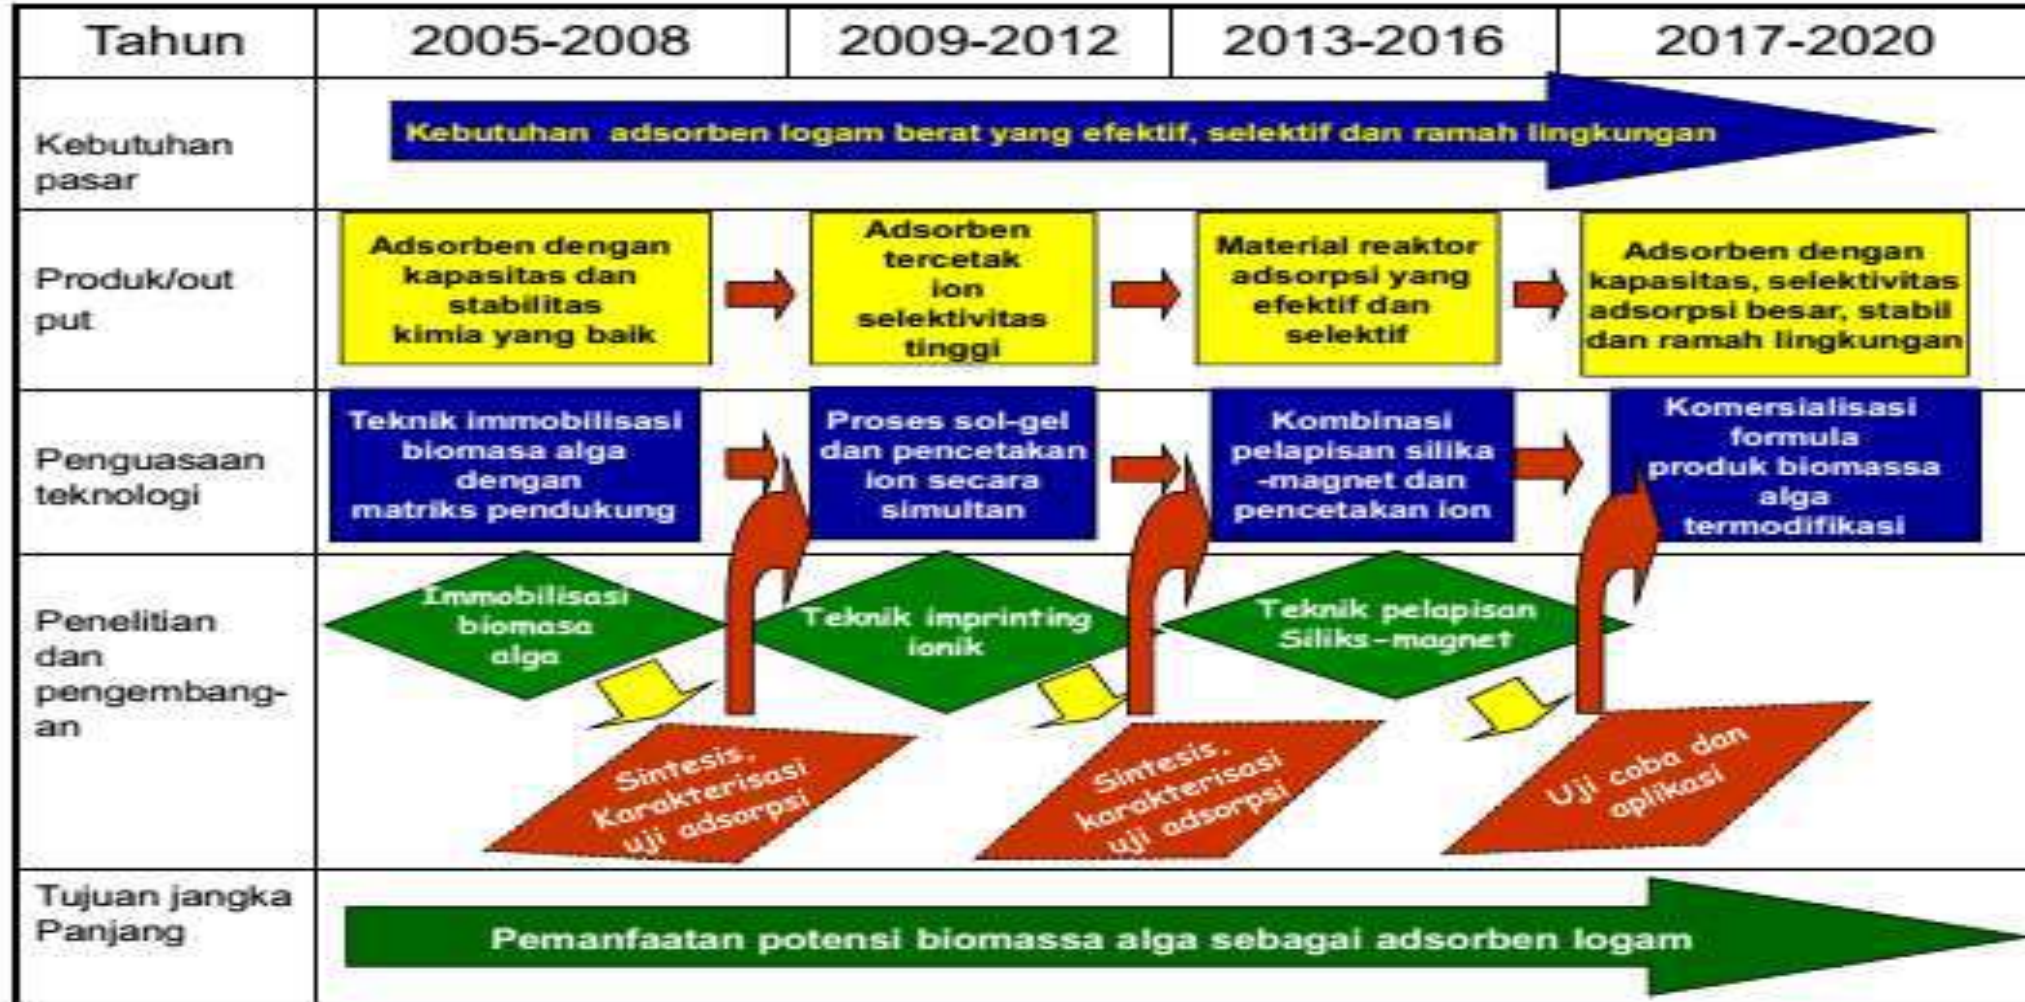 Tahun 2005-2008 2009-2012 2013-2016 2017-2020
Kebutuhan
pasar
Kebutuhan adsorben logam berat yang efektif, selektif dan ramah lingkungan
Produk/out
put
Adsorben dengan
kapasitas dan
stabilitas
kimia yang baik
Adsorben
tercetak
ion
selektivitas
tinggi
Material reaktor
adsorpsi yang
efektif dan
selektif
Adsorben dengan
kapasitas, selektivitas
adsorpsi besar, stabil
dan ramah lingkungan
Penguasaan
teknologi
Teknik immobilisasi
biomasa alga
dengan
matriks pendukung
Proses sol-gel
dan pencetakan
ion secara
simultan
Kombinasi
pelapisan silika
-magnet dan
pencetakan ion
Komersialisasi
formula
produk biomassa
alga
termodifikasi
Penelitian
dan
pengembang-
an
Immobilisasi
biomasa
alga
Teknik imprinting
ionik
Teknik pelapisan
Siliks-magnet
Sintesis,
Karakterisasi
uji adsorpsi
Sintesis,
karakterisasi
uji adsorpsi
Uji coba dan
aplikasi
Tujuan jangka
Panjang
Pemanfaatan potensi biomassa alga sebagai adsorben logam